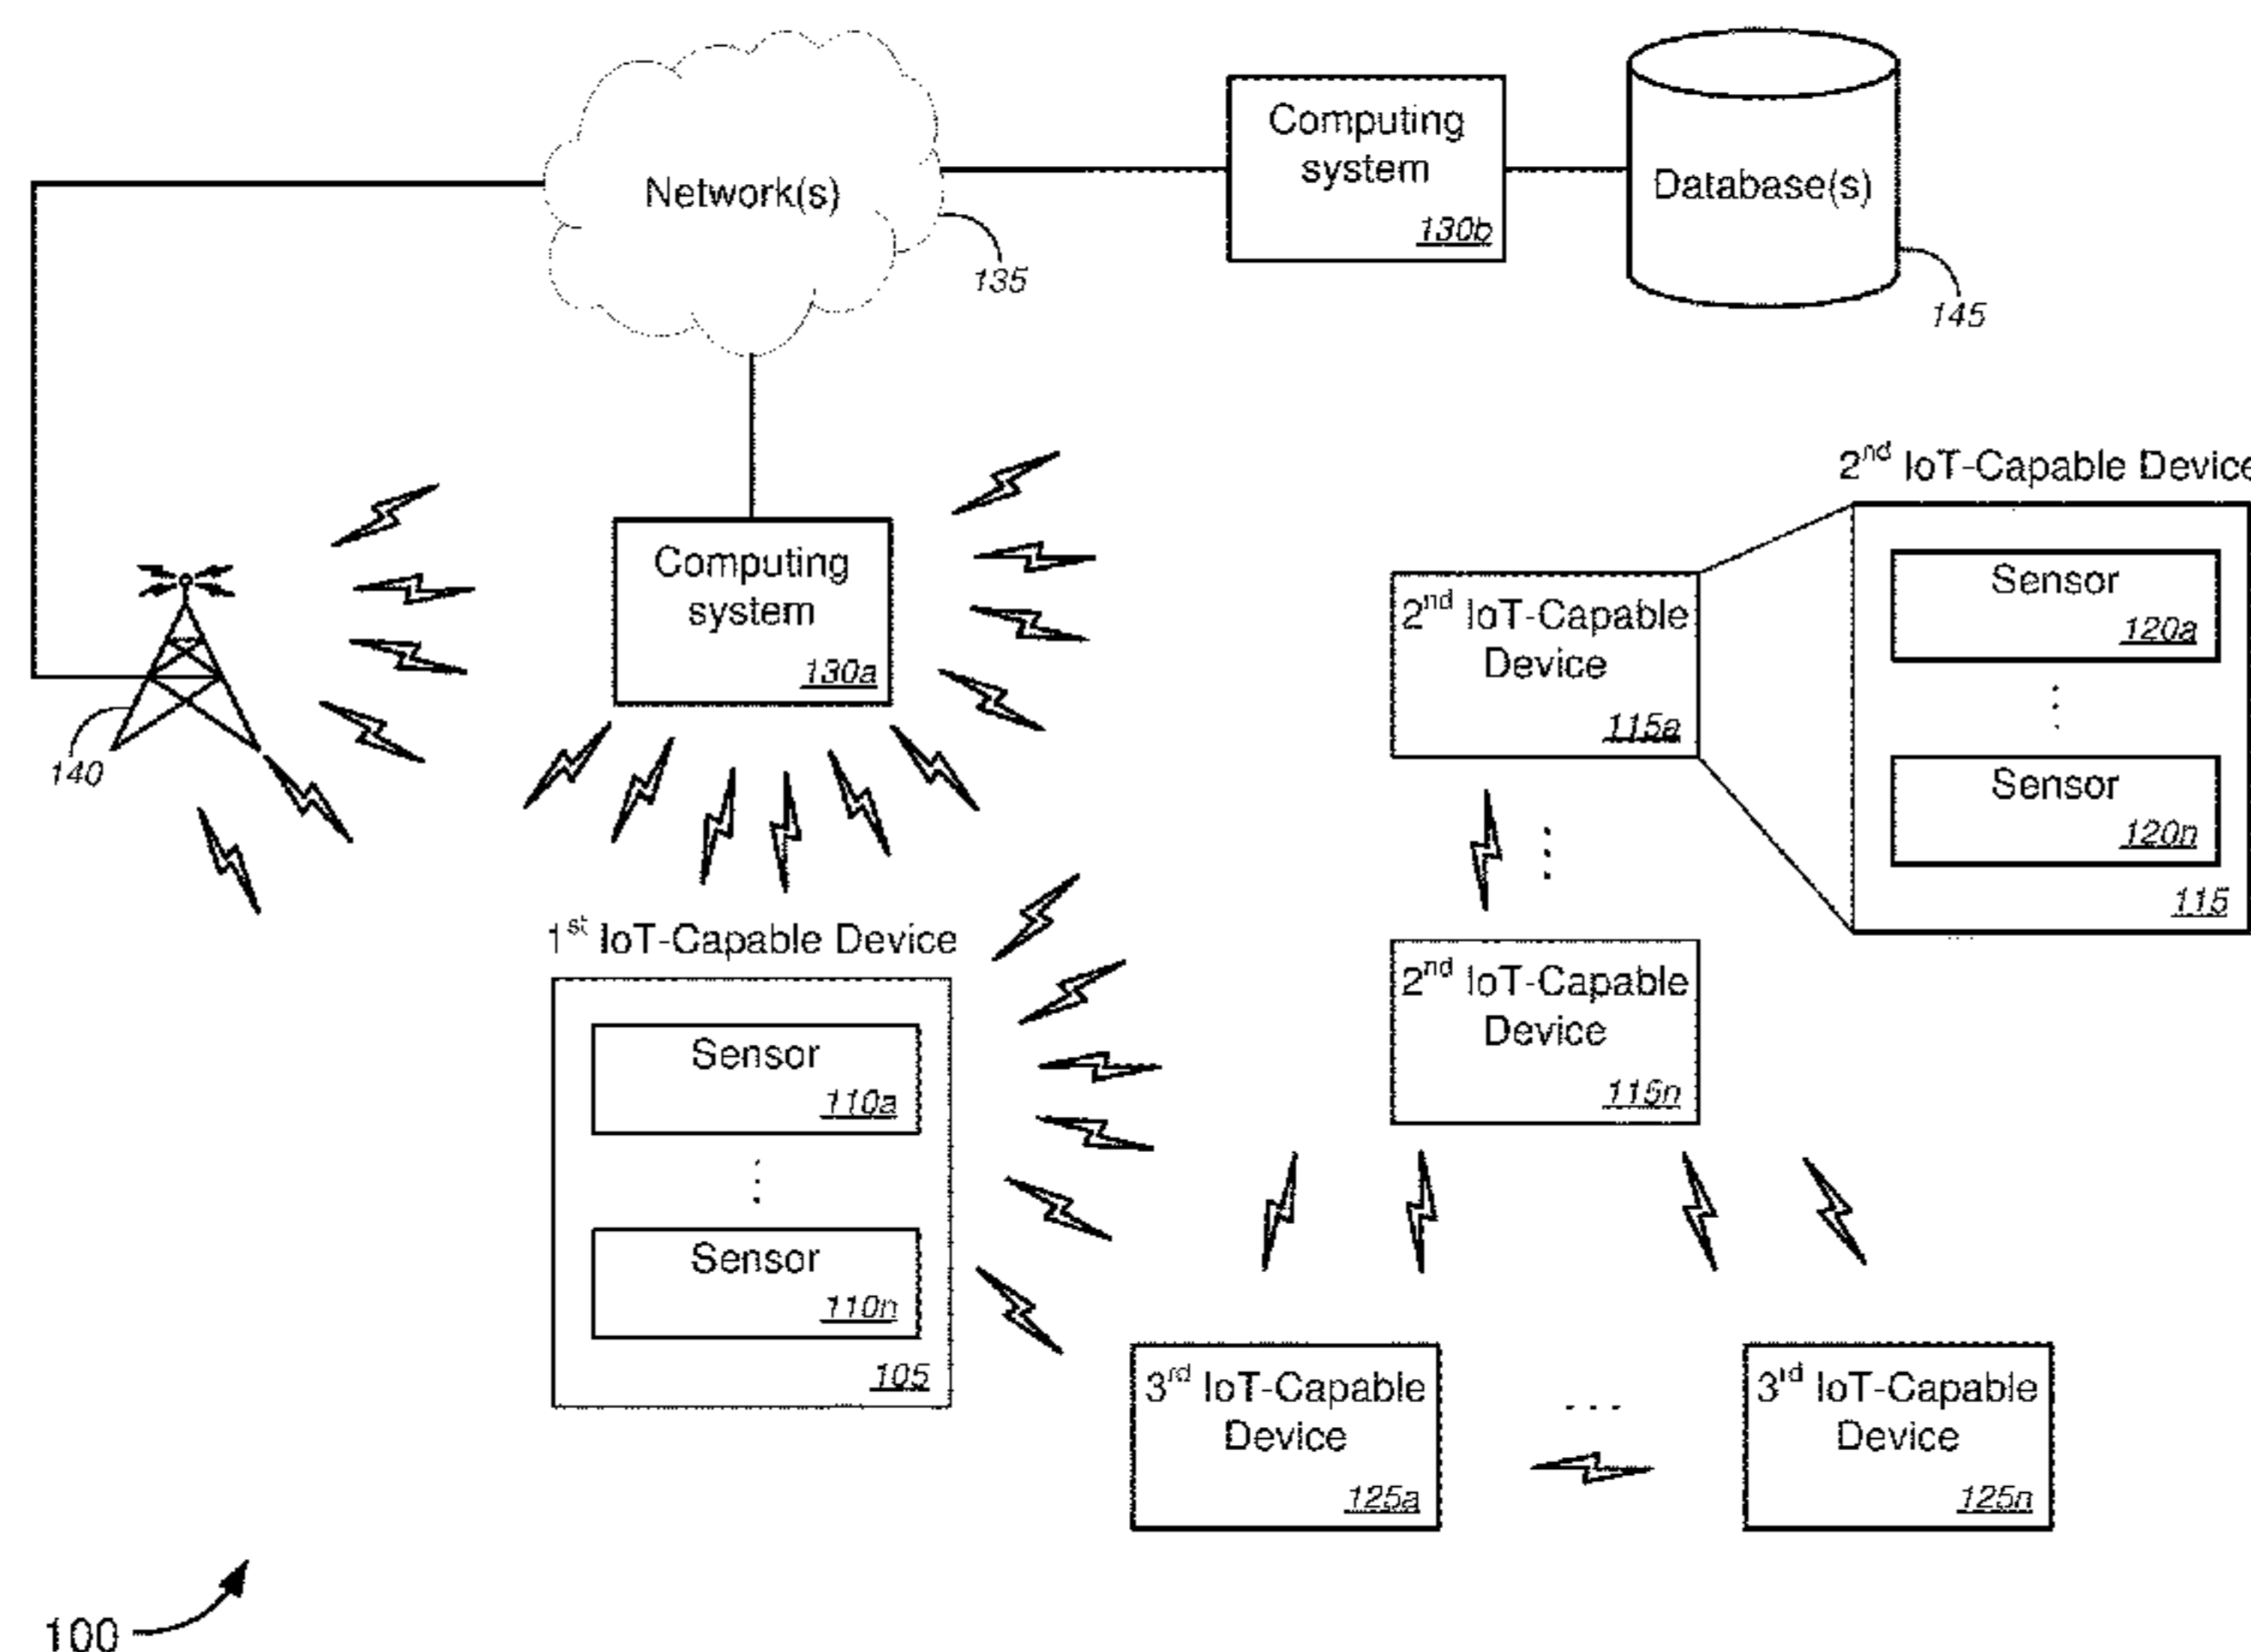 Network(s)
135
Computing
system
130b
Database(s)
145
140
Computing
system
130a
2nd IoT-Capable
Device
115a
2nd IoT-Capable Device
Sensor
120a
Sensor
120n
115
1st IoT-Capable Device
Sensor
110a
Sensor
110n
105
2nd IoT-Capable
Device
115n
3rd IoT-Capable
Device
125a
...
3rd IoT-Capable
Device
125n
100